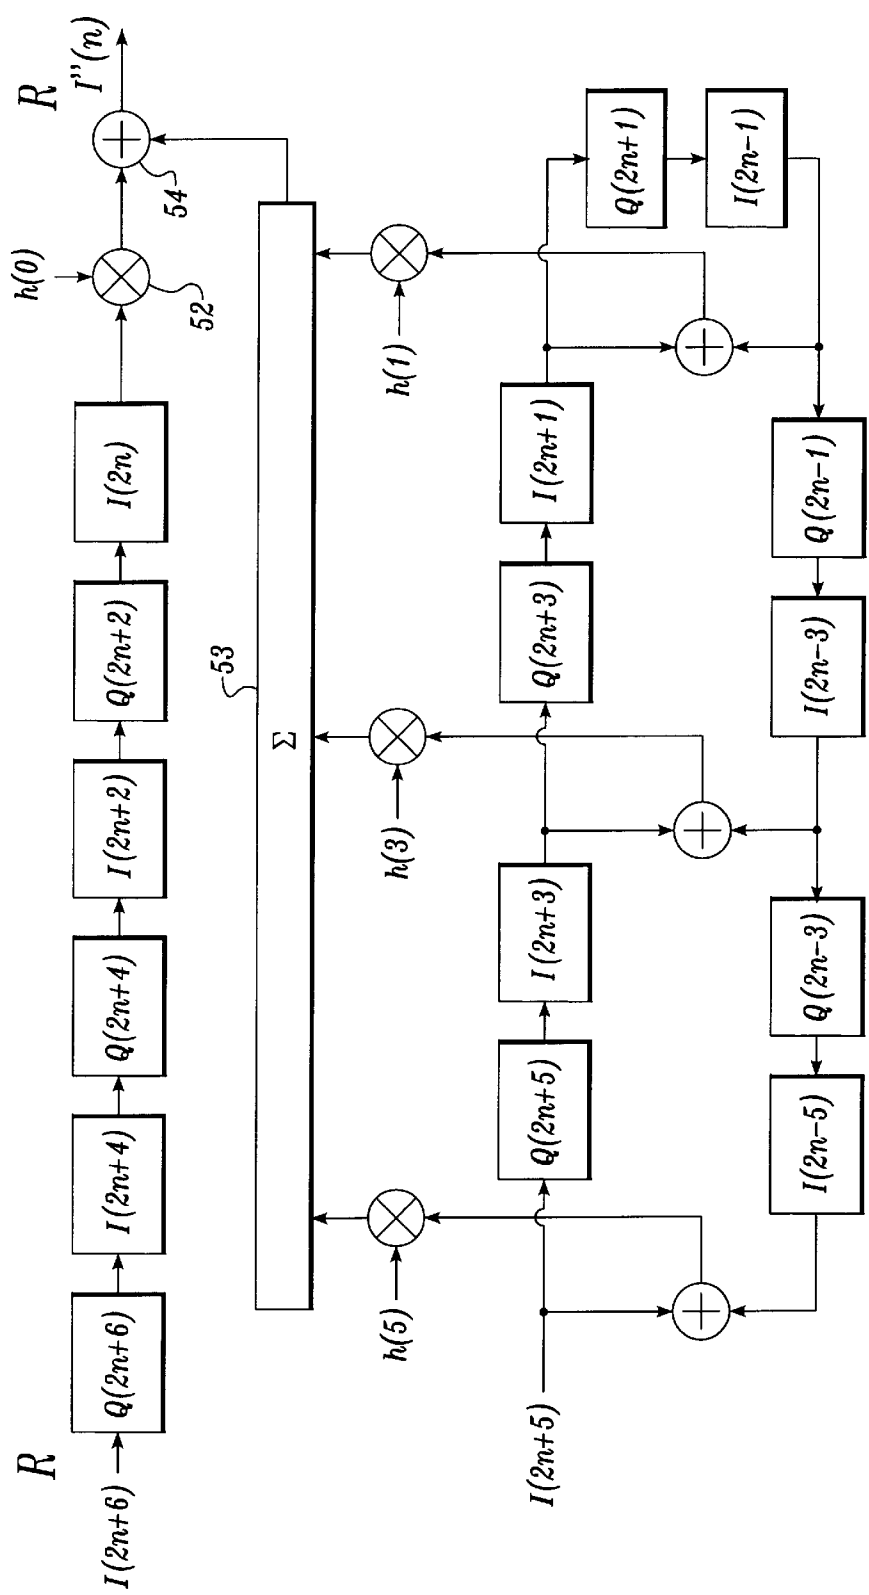 R
R
I(2n+6)
Q(2n+6)
I(2n+4)
Q(2n+4)
I(2n+2)
Q(2n+2)
I(2n)
h(0)
52
54
I''(n)
53
Σ
h(5)
h(3)
h(1)
I(2n+5)
Q(2n+5)
I(2n+3)
Q(2n+3)
I(2n+1)
Q(2n+1)
I(2n−1)
Q(2n−1)
I(2n−3)
Q(2n−3)
I(2n−5)